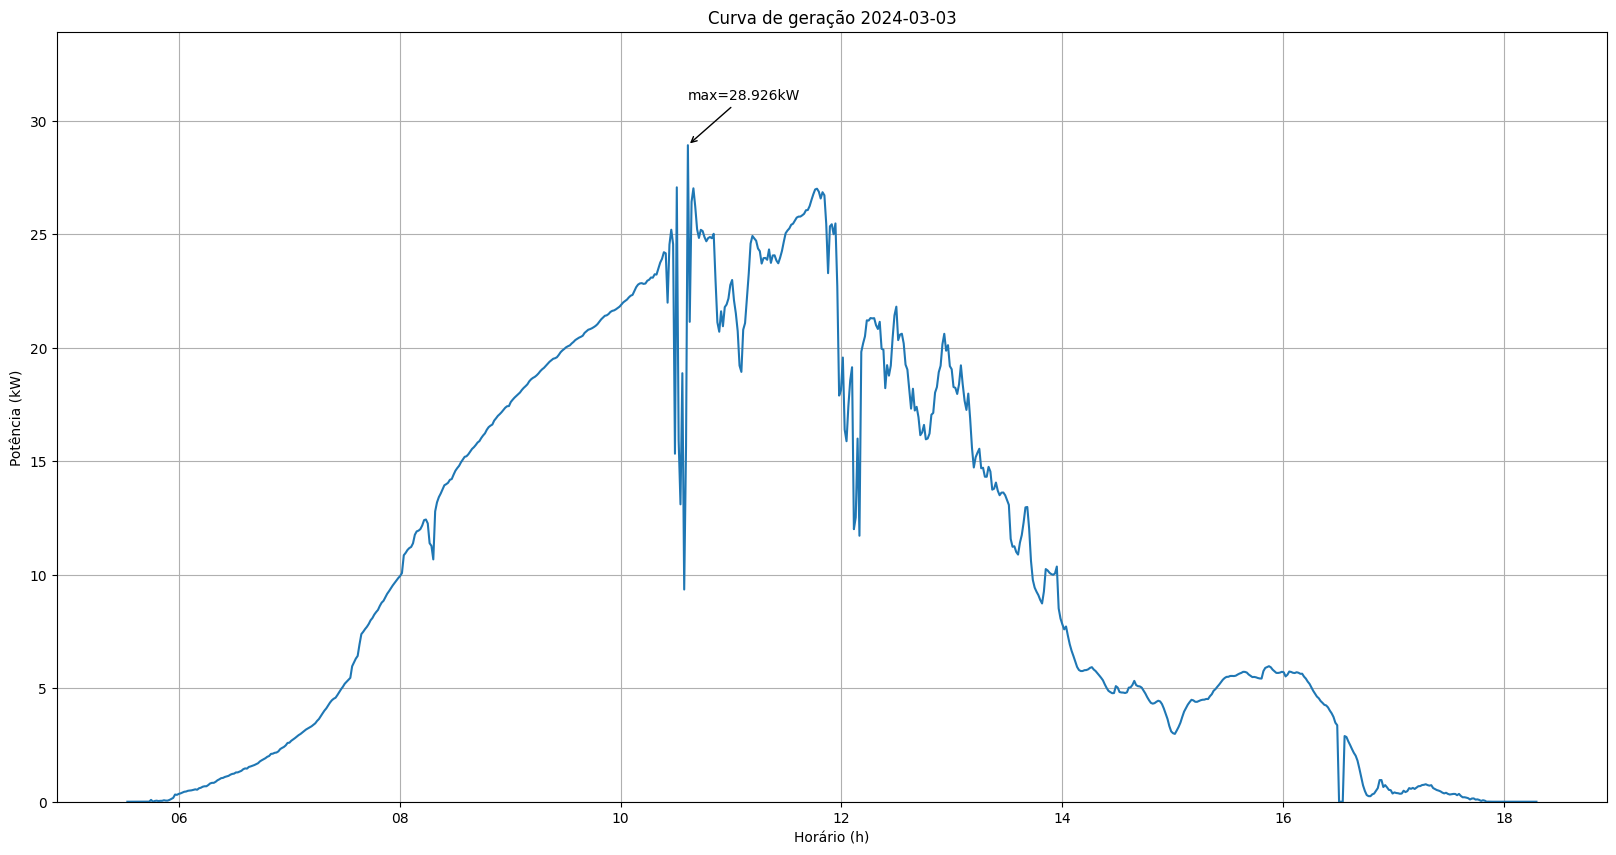 Curva de geração 2024-03-03
max=28.926kW
30
25
20
15
10
5
0
Potência (kW)
06 08 10 12 14 16 18
Horário (h)